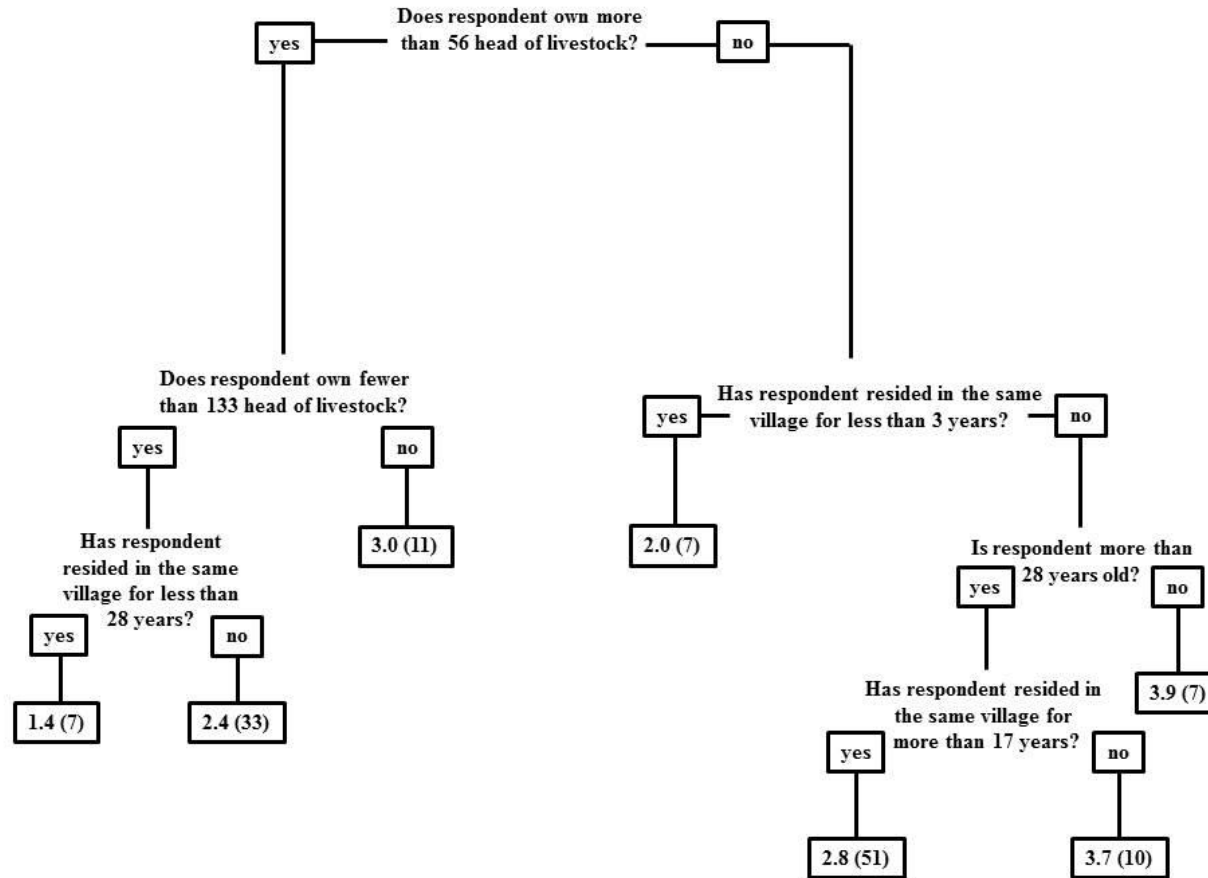 Does respondent own more
than 56 head of livestock?
yes
no
Does respondent own fewer
than 133 head of livestock?
yes
no
Has respondent
resided in the same
village for less than
28 years?
3.0 (11)
yes
no
1.4 (7)
2.4 (33)
Has respondent resided in the same
village for less than 3 years?
yes
no
2.0 (7)
Is respondent more than
28 years old?
yes
no
Has respondent resided in
the same village for
more than 17 years?
3.9 (7)
yes
no
2.8 (51)
3.7 (10)